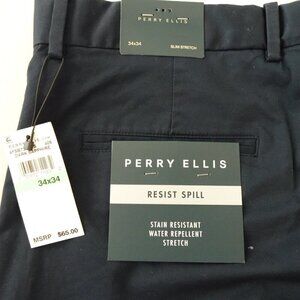 PERRY ELLIS
34x34
SLIM STRETCH
34x34
MSRP $65.00
PERRY ELLIS
RESIST SPILL
STAIN RESISTANT
WATER REPELLENT
STRETCH